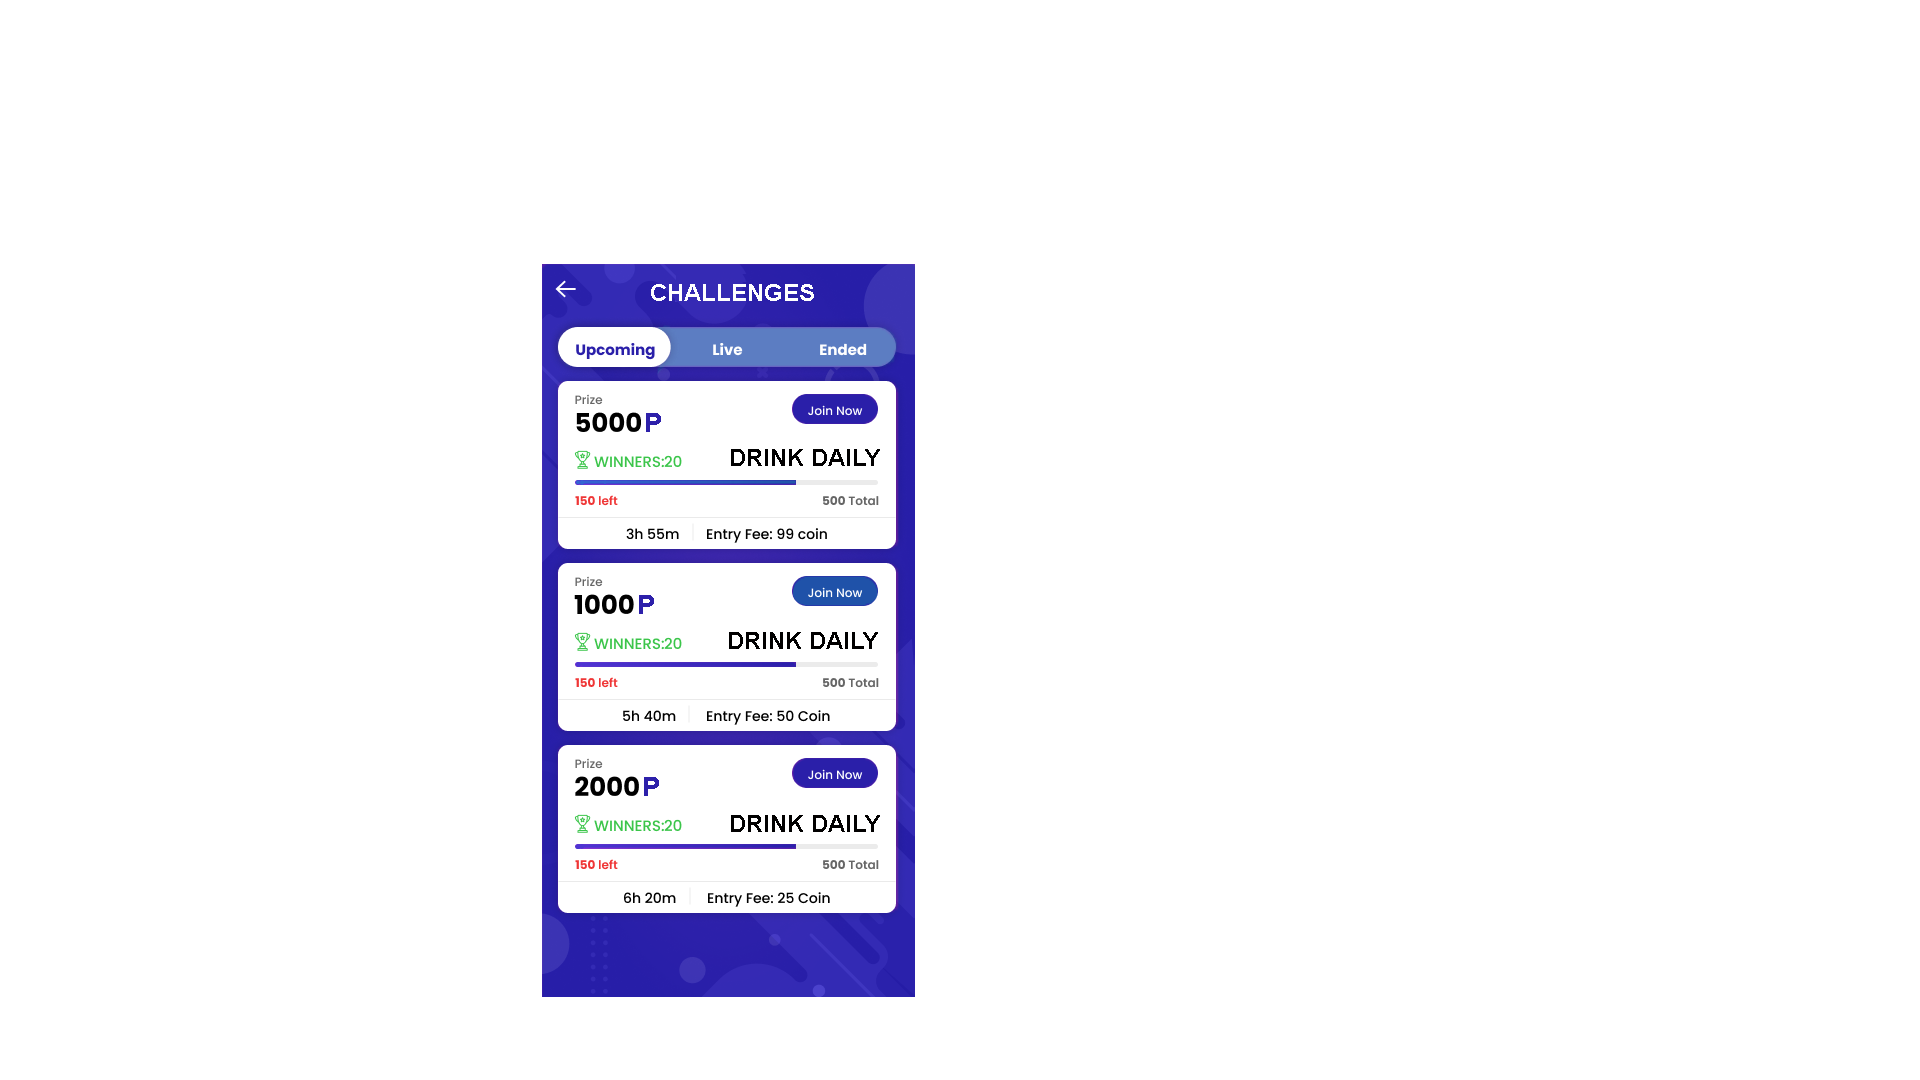 CHALLENGES
Upcoming Live Ended
Prize
5000 P
Join Now
WINNERS:20 DRINK DAILY
150 left 500 Total
3h 55m Entry Fee: 99 coin
Prize
1000 P
Join Now
WINNERS:20 DRINK DAILY
150 left 500 Total
5h 40m Entry Fee: 50 Coin
Prize
2000 P
Join Now
WINNERS:20 DRINK DAILY
150 left 500 Total
6h 20m Entry Fee: 25 Coin